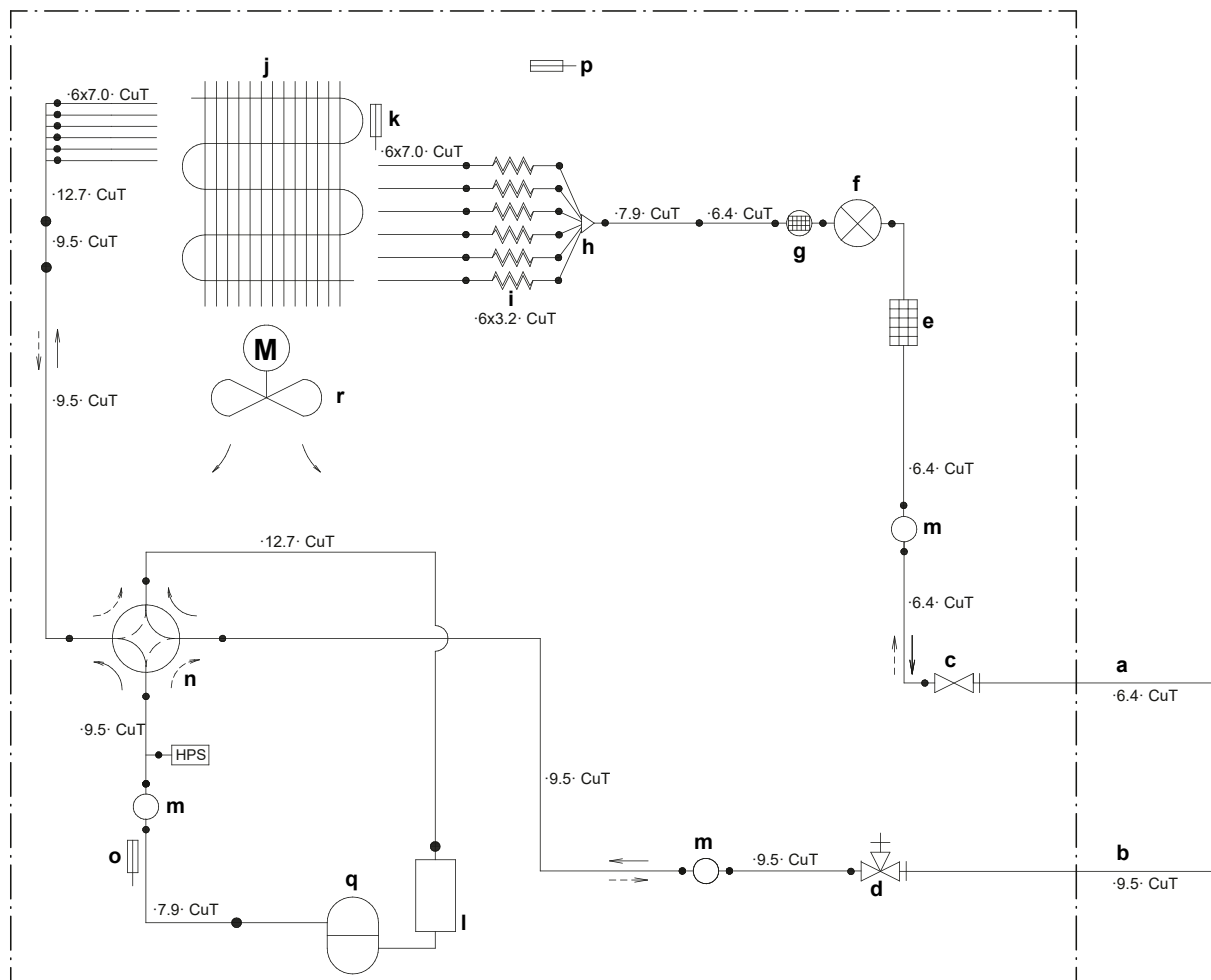 j
p
·6x7.0· CuT
k
·6x7.0· CuT
f
·12.7· CuT
·7.9· CuT
·6.4· CuT
·9.5· CuT
h
g
i
·6x3.2· CuT
e
M
r
·9.5· CuT
·6.4· CuT
m
·12.7· CuT
·6.4· CuT
n
c
a
·6.4· CuT
·9.5· CuT
HPS
·9.5· CuT
m
m
·9.5· CuT
b
o
d
·9.5· CuT
q
·7.9· CuT
l